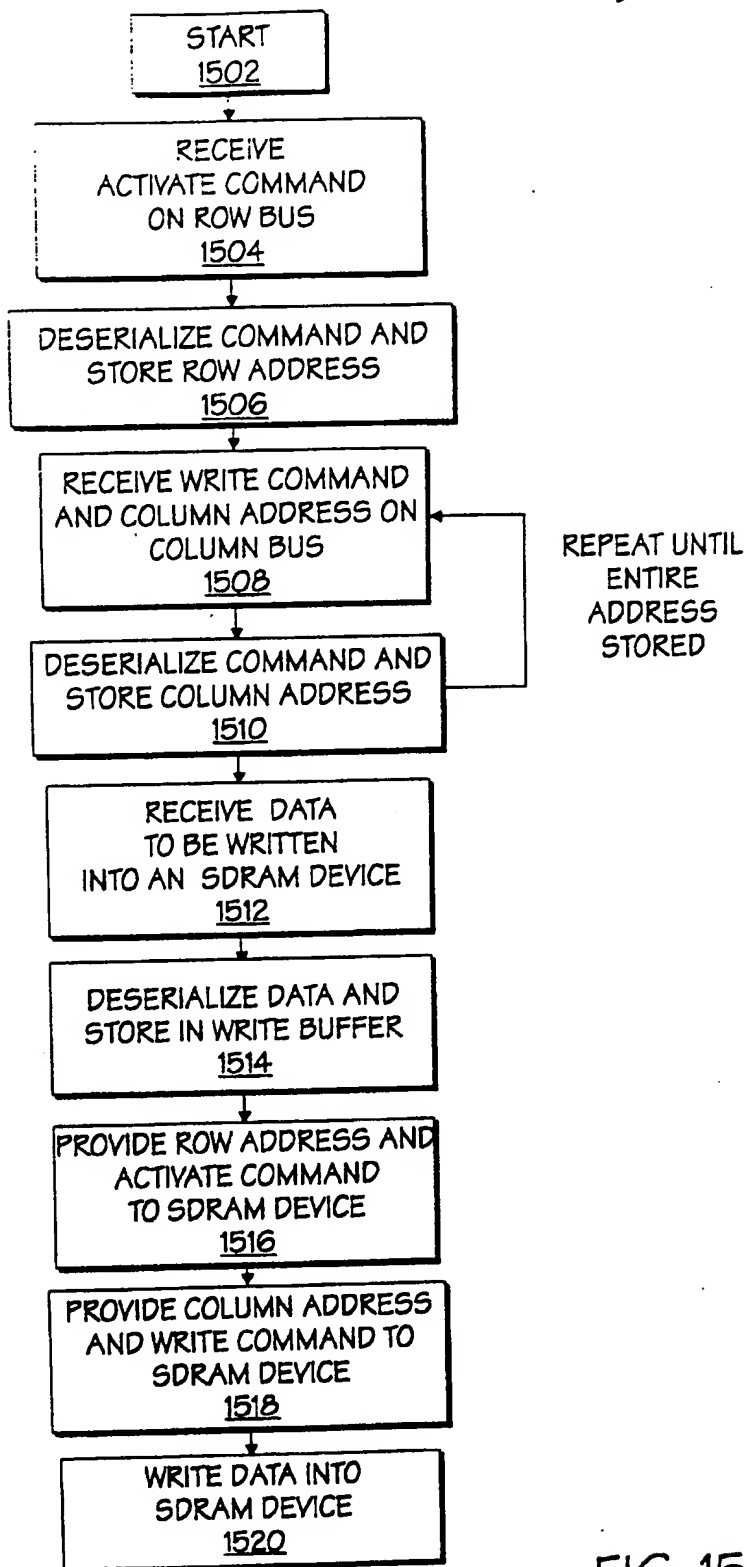 START
1502
RECEIVE
ACTIVATE COMMAND
ON ROW BUS
1504
DESERIALIZE COMMAND AND
STORE ROW ADDRESS
1506
RECEIVE WRITE COMMAND
AND COLUMN ADDRESS ON
COLUMN BUS
1508
REPEAT UNTIL
ENTIRE
ADDRESS
STORED
DESERIALIZE COMMAND AND
STORE COLUMN ADDRESS
1510
RECEIVE DATA
TO BE WRITTEN
INTO AN SDRAM DEVICE
1512
DESERIALIZE DATA AND
STORE IN WRITE BUFFER
1514
PROVIDE ROW ADDRESS AND
ACTIVATE COMMAND
TO SDRAM DEVICE
1516
PROVIDE COLUMN ADDRESS
AND WRITE COMMAND TO
SDRAM DEVICE
1518
WRITE DATA INTO
SDRAM DEVICE
1520
FIG. 15